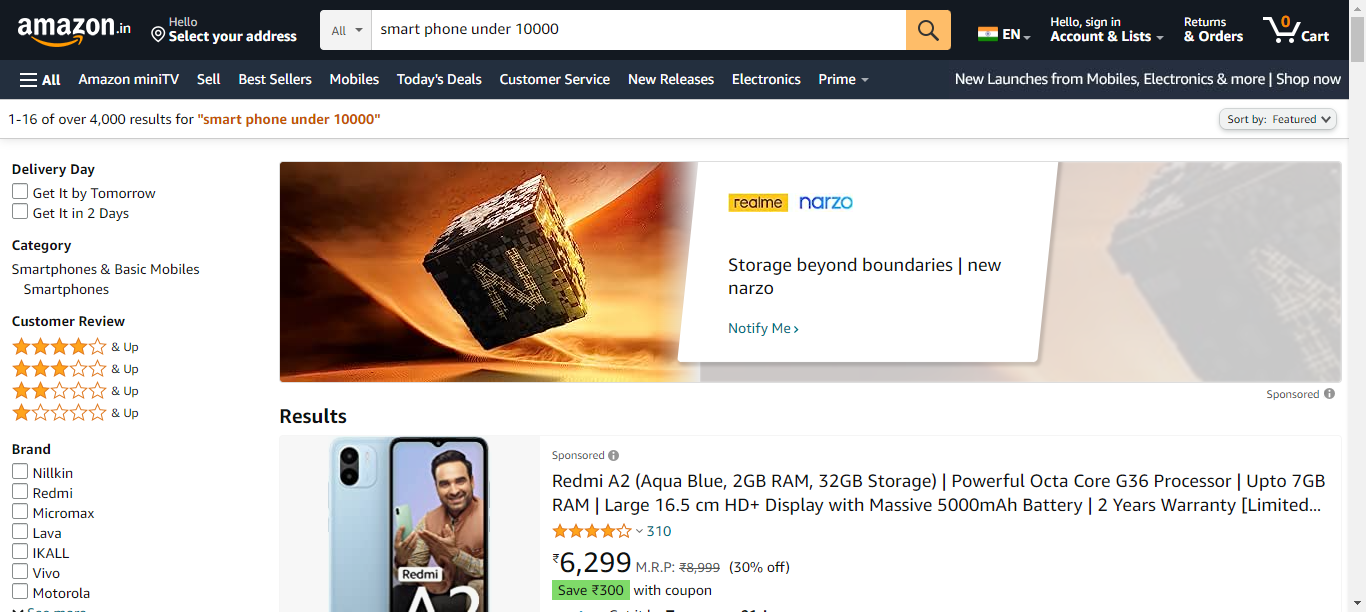 amazon.in
Hello
Select your address
All
smart phone under 10000
EN
Hello, sign in
Account & Lists
Returns
& Orders
0
Cart
All
Amazon miniTV
Sell
Best Sellers
Mobiles
Today's Deals
Customer Service
New Releases
Electronics
Prime
New Launches from Mobiles, Electronics & more | Shop now
1-16 of over 4,000 results for "smart phone under 10000"
Sort by: Featured
Delivery Day
Get It by Tomorrow
Get It in 2 Days
Category
Smartphones & Basic Mobiles
Smartphones
Customer Review
& Up
& Up
& Up
& Up
Brand
Nillkin
Redmi
Micromax
Lava
IKALL
Vivo
Motorola
See more
N
realme narzo
Storage beyond boundaries | new
narzo
Notify Me
Sponsored
Results
Redmi
A2
Sponsored
Redmi A2 (Aqua Blue, 2GB RAM, 32GB Storage) | Powerful Octa Core G36 Processor | Upto 7GB
RAM | Large 16.5 cm HD+ Display with Massive 5000mAh Battery | 2 Years Warranty [Limited...
310
₹6,299 M.R.P: ₹8,999 (30% off)
Save ₹300 with coupon